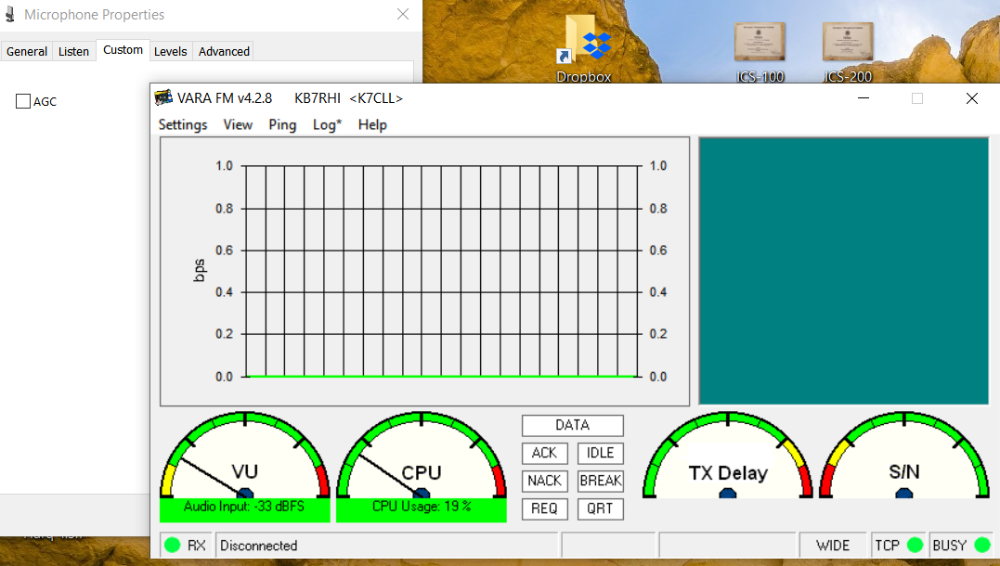 Microphone Properties
General Listen Custom Levels Advanced
AGC
Dropbox
ICS-100
ICS-200
VARA FM v4.2.8 KB7RHI <K7CLL>
Settings View Ping Log* Help
1.0 1.0
0.8 0.8
0.6 0.6
bps
0.4 0.4
0.2 0.2
0.0 0.0
VU
Audio Input: -33 dBFS
CPU
CPU Usage: 19 %
DATA
ACK IDLE
NACK BREAK
REQ QRT
TX Delay
S/N
RX Disconnected WIDE TCP BUSY